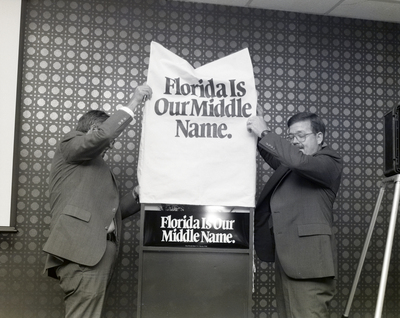 Florida Is
Our Middle
Name.
Florida Is Our
Middle Name.